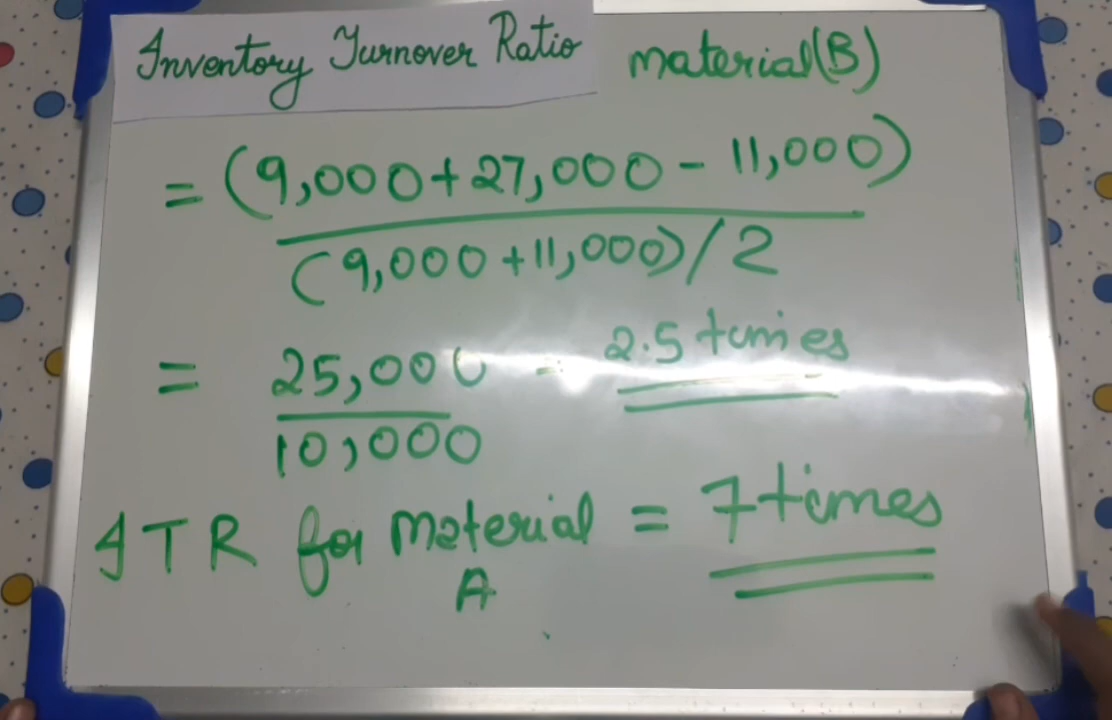 Inventory Turnover Ratio material(B)
= (9,000+27,000 - 11,000)
(9,000+11,000)/2
= 25,000 = 2.5 times
10,000
ITR for Material = 7 times
A